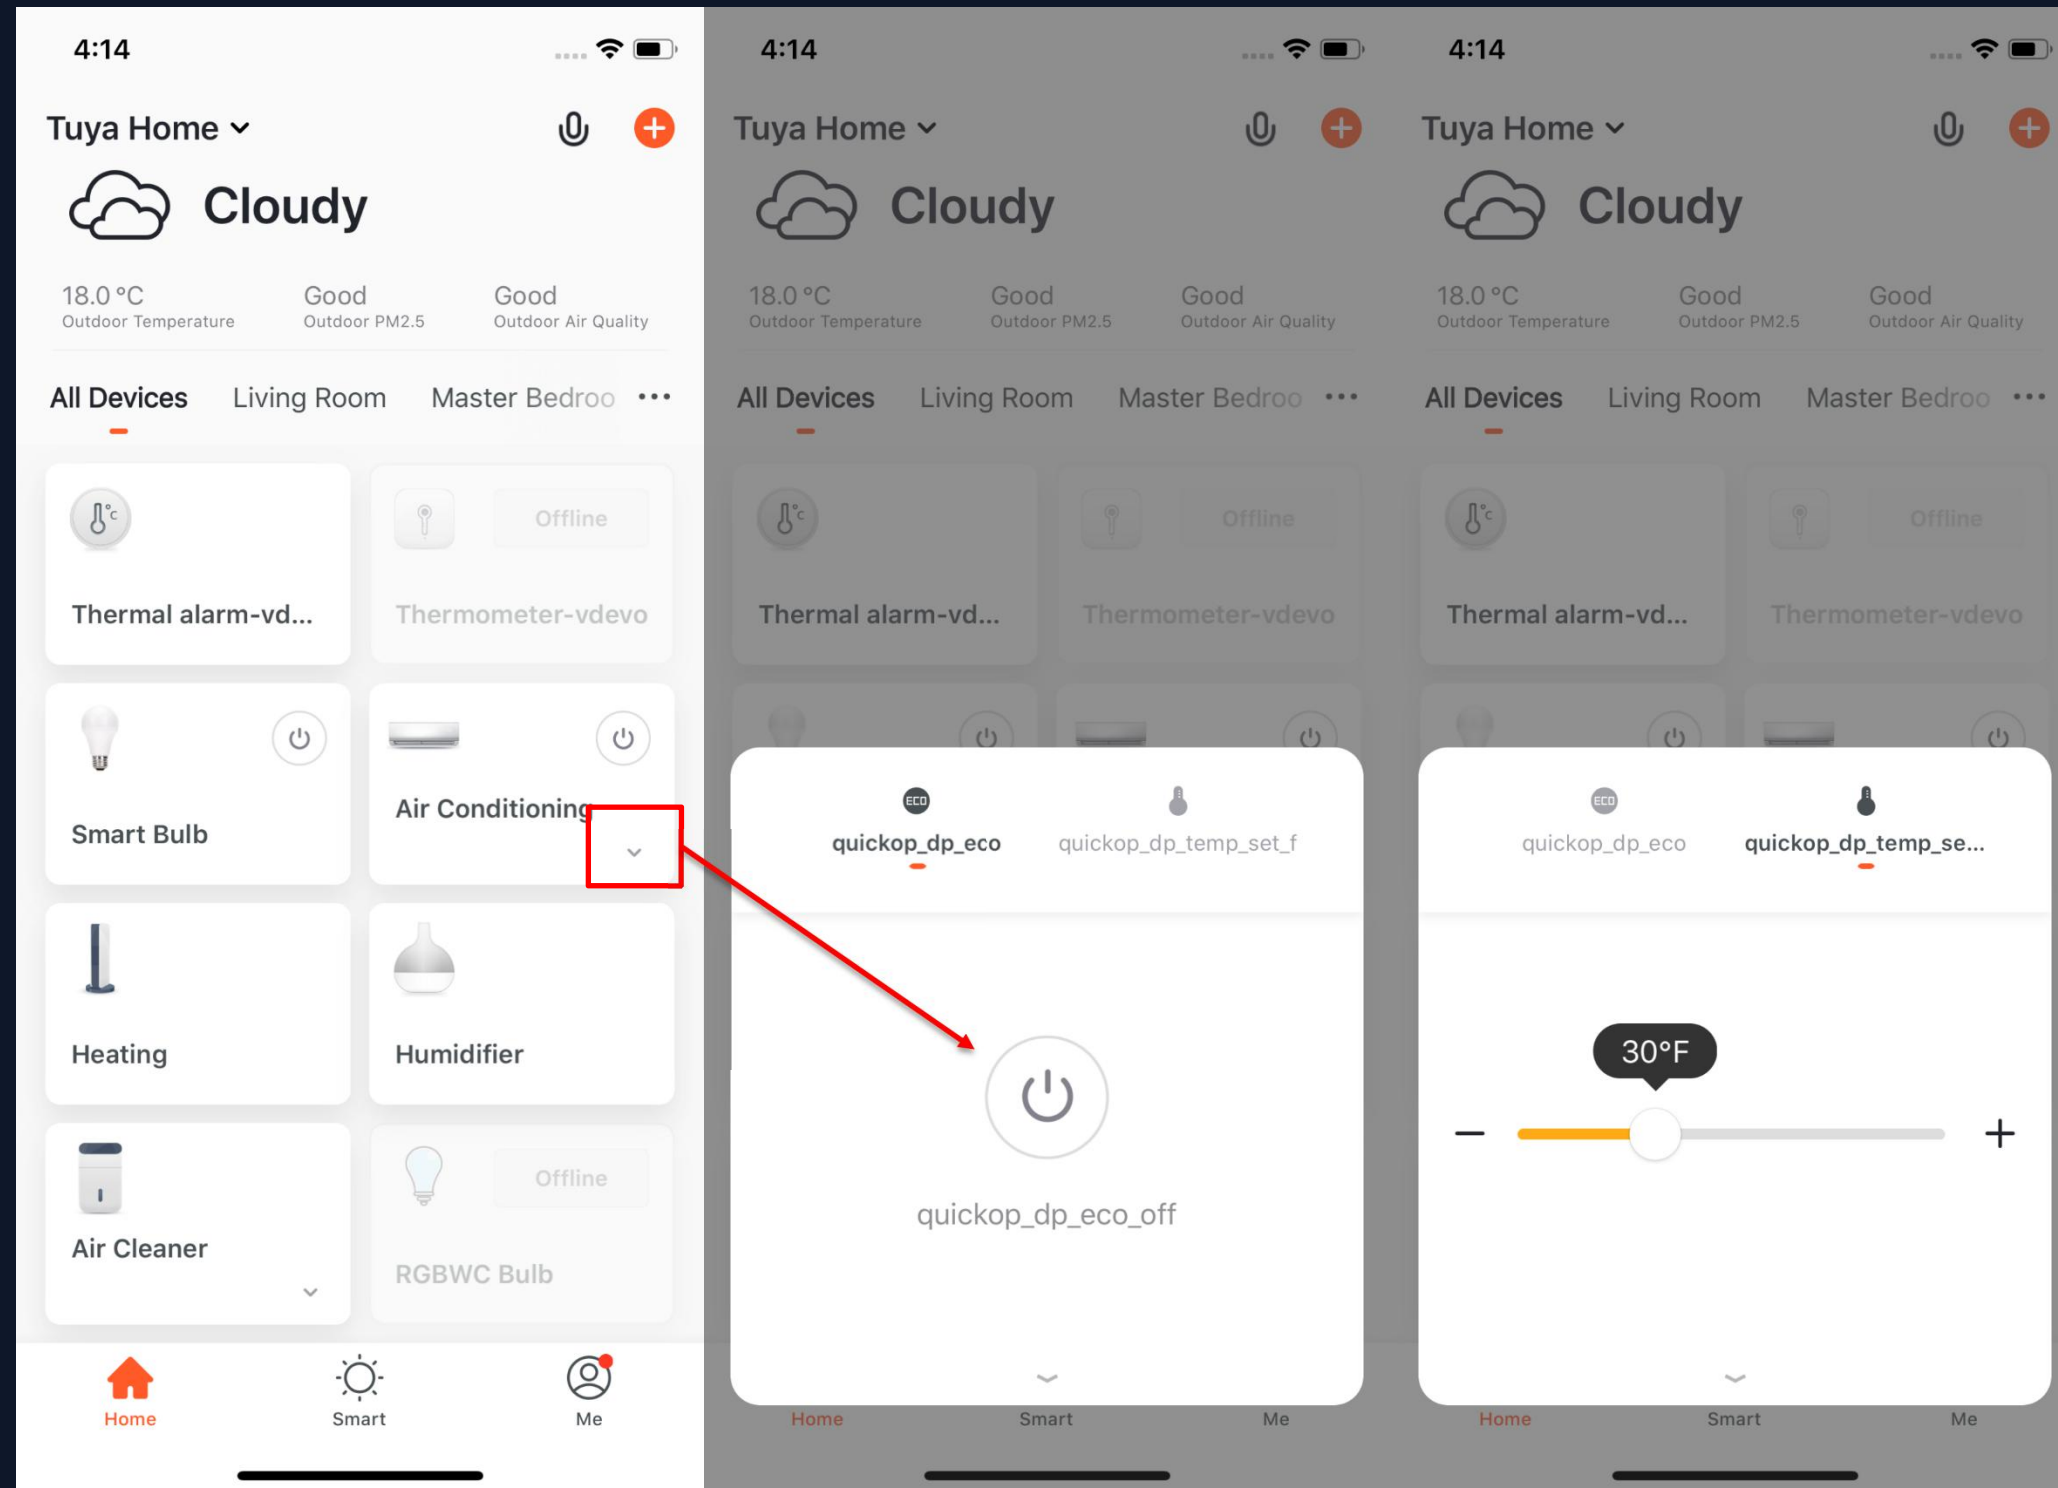 4:14
Tuya Home
Cloudy
18.0 °C
Outdoor Temperature
Good
Outdoor PM2.5
Good
Outdoor Air Quality
All Devices
Living Room
Master Bedroo
°c
Offline
Thermal alarm-vd...
Thermometer-vdevo
Smart Bulb
Air Conditioning
Heating
Humidifier
Air Cleaner
Offline
RGBWC Bulb
Home
Smart
Me
4:14
Tuya Home
Cloudy
18.0 °C
Outdoor Temperature
Good
Outdoor PM2.5
Good
Outdoor Air Quality
All Devices
Living Room
Master Bedroo
°c
Offline
Thermal alarm-vd...
Thermometer-vdevo
ECO
quickop_dp_eco
quickop_dp_temp_set_f
quickop_dp_eco_off
Home
Smart
Me
4:14
Tuya Home
Cloudy
18.0 °C
Outdoor Temperature
Good
Outdoor PM2.5
Good
Outdoor Air Quality
All Devices
Living Room
Master Bedroo
°c
Offline
Thermal alarm-vd...
Thermometer-vdevo
ECO
quickop_dp_eco
quickop_dp_temp_se...
30°F
Home
Smart
Me